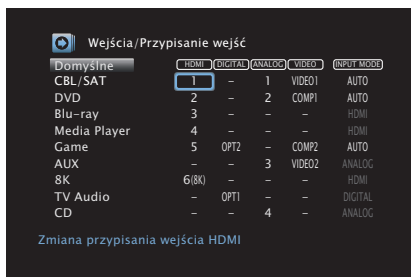 Wejścia/Przypisanie wejść
Domyślne HDMI DIGITAL ANALOG VIDEO INPUT MODE
CBL/SAT 1 – 1 VIDEO1 AUTO
DVD 2 – 2 COMP1 AUTO
Blu-ray 3 – – – HDMI
Media Player 4 – – – HDMI
Game 5 OPT2 – COMP2 AUTO
AUX – – 3 VIDEO2 ANALOG
8K 6(8K) – – – HDMI
TV Audio – OPT1 – – DIGITAL
CD – – 4 – ANALOG
Zmiana przypisania wejścia HDMI